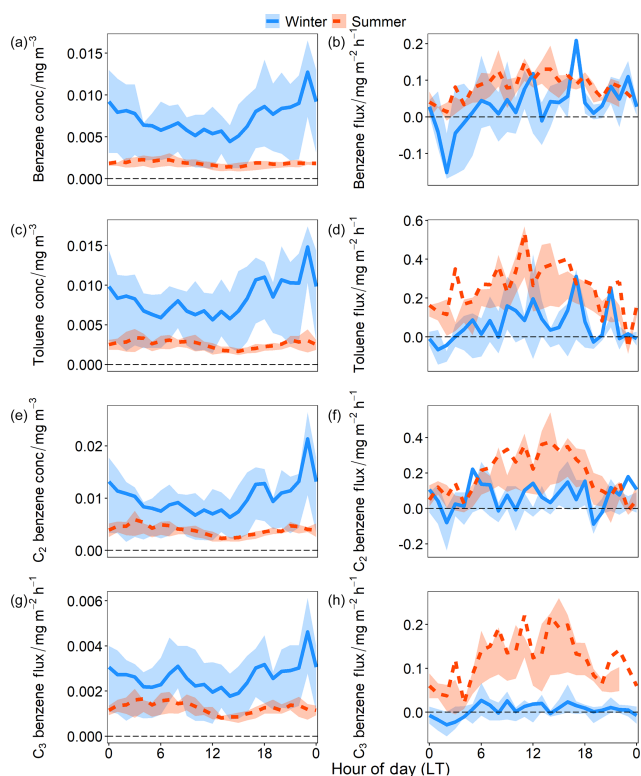 Winter Summer
(a) Benzene conc/mg m−3
0.015
0.010
0.005
0.000
(b) Benzene flux/mg m−2 h−1
0.2
0.1
0.0
-0.1
(c) Toluene conc/mg m−3
0.015
0.010
0.005
0.000
(d) Toluene flux/mg m−2 h−1
0.6
0.4
0.2
0.0
(e) C2 benzene conc/mg m−3
0.02
0.01
0.00
(f) C2 benzene flux/mg m−2 h−1
0.4
0.2
0.0
-0.2
(g) C3 benzene flux/mg m−2 h−1
0.006
0.004
0.002
0.000
0 6 12 18 0
(h) C3 benzene flux/mg m−2 h−1
0.2
0.1
0.0
0 6 12 18 0
Hour of day (LT)